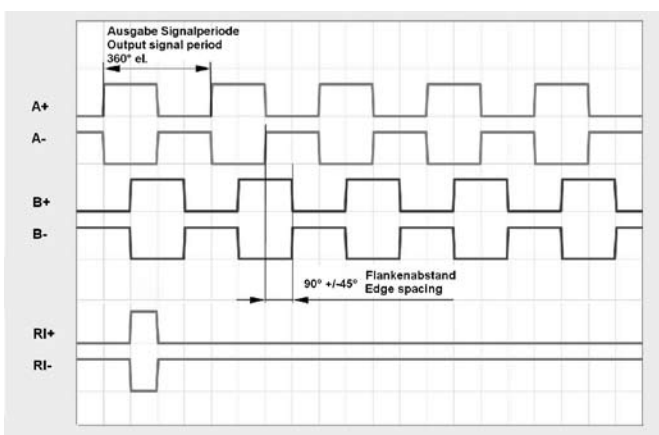 Ausgabe Signalperiode
Output signal period
360° el.
A+
A-
B+
B-
90° +/-45°
Flankenabstand
Edge spacing
RI+
RI-